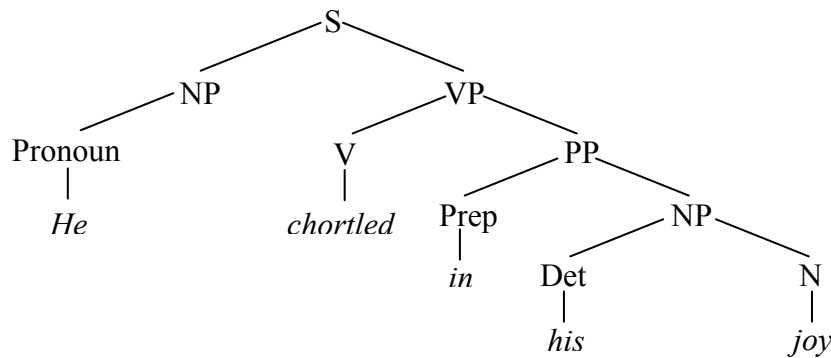 S
NP VP
Pronoun V PP
He chortled Prep NP
in Det N
his joy